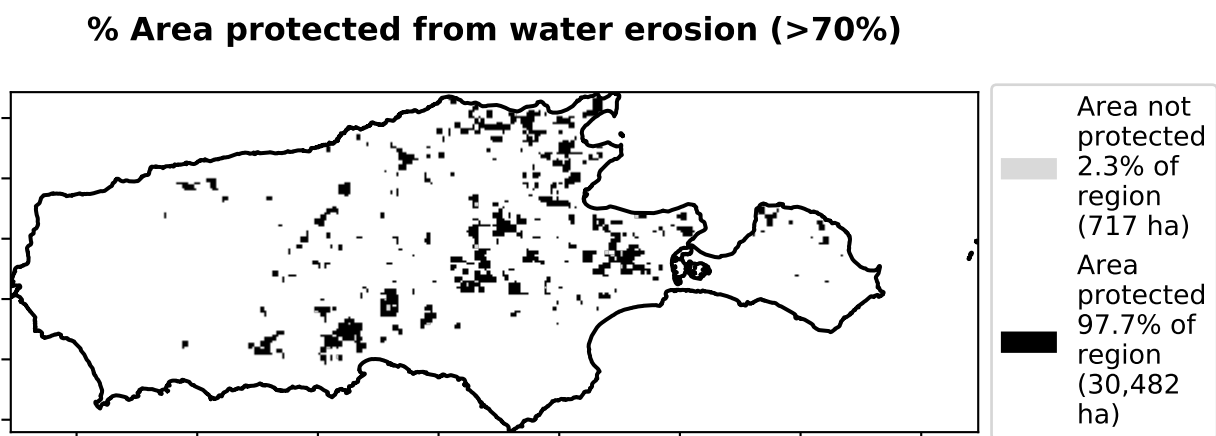 % Area protected from water erosion (>70%)
Area not
protected
2.3% of
region
(717 ha)
Area
protected
97.7% of
region
(30,482
ha)